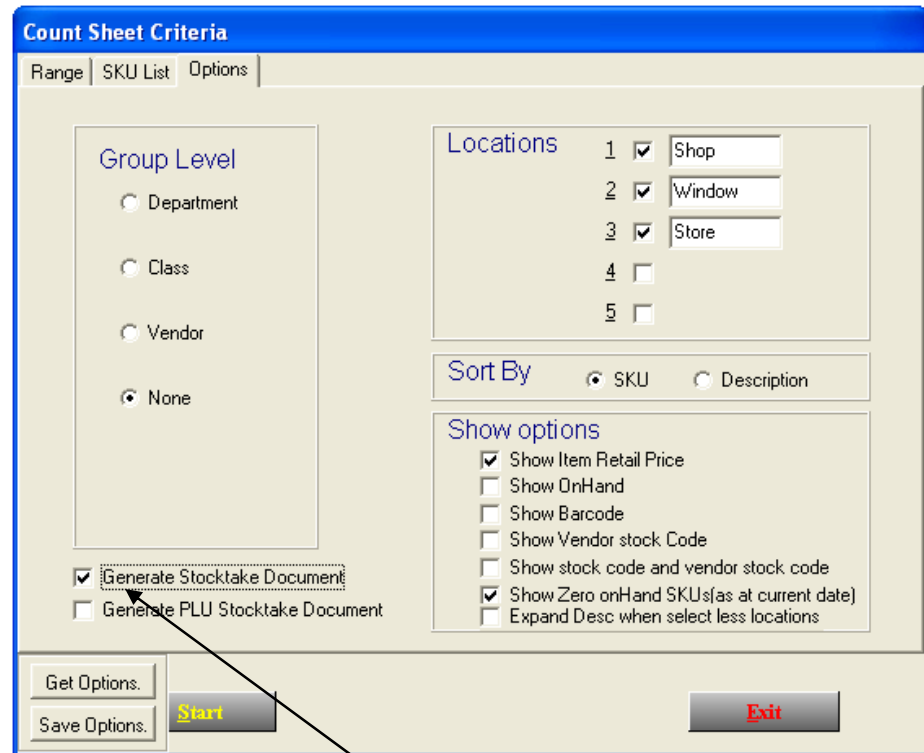 Count Sheet Criteria
Range SKU List Options
Group Level
Department
Class
Vendor
None
Generate Stocktake Document
Generate PLU Stocktake Document
Locations
1 Shop
2 Window
3 Store
4
5
Sort By SKU Description
Show options
Show Item Retail Price
Show OnHand
Show Barcode
Show Vendor stock Code
Show stock code and vendor stock code
Show Zero onHand SKUs(as at current date)
Expand Desc when select less locations
Get Options.
Save Options.
Start
Exit